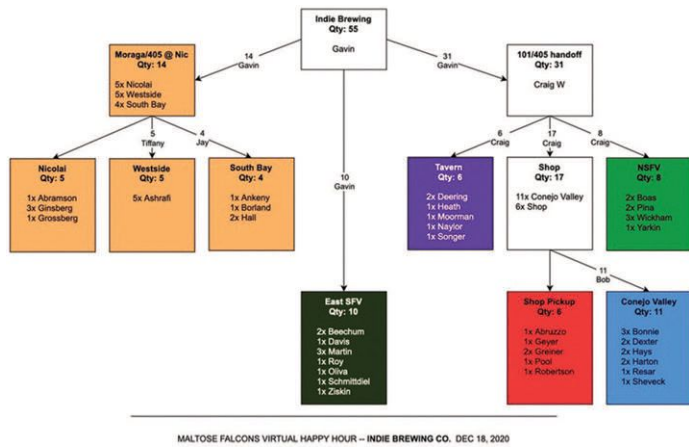 Indie Brewing
Qty: 55
Gavin
Moraga/405 @ Nic
Qty: 14
5x Nicolai
5x Westside
4x South Bay
14
Gavin
31
Gavin
101/405 handoff
Qty: 31
Craig W
5
Tiffany
4
Jay
10
Gavin
6
Craig
17
Craig
8
Craig
Nicolai
Qty: 5
1x Abramson
3x Ginsberg
1x Grossberg
Westside
Qty: 5
5x Ashrafi
South Bay
Qty: 4
1x Ankeny
1x Borland
2x Hall
Tavern
Qty: 6
2x Deering
1x Heath
1x Moorman
1x Naylor
1x Songer
Shop
Qty: 17
11x Conejo Valley
6x Shop
NSFV
Qty: 8
2x Boas
2x Pina
3x Wickham
1x Yarkin
11
Bob
East SFV
Qty: 10
2x Beechum
1x Davis
3x Martin
1x Roy
1x Oliva
1x Schmittdiel
1x Ziskin
Shop Pickup
Qty: 6
1x Abruzzo
1x Geyer
2x Greiner
1x Pool
1x Robertson
Conejo Valley
Qty: 11
3x Bonnie
2x Dexter
2x Hays
2x Harton
1x Resar
1x Sheveck
MALTOSE FALCONS VIRTUAL HAPPY HOUR – INDIE BREWING CO. DEC 18, 2020